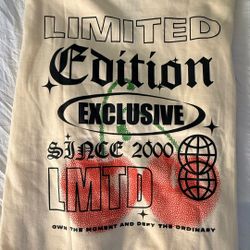 LIMITED
Edition
EXCLUSIVE
SINCE 2000
LMTD
OWN THE MOMENT AND DEFY THE ORDINARY